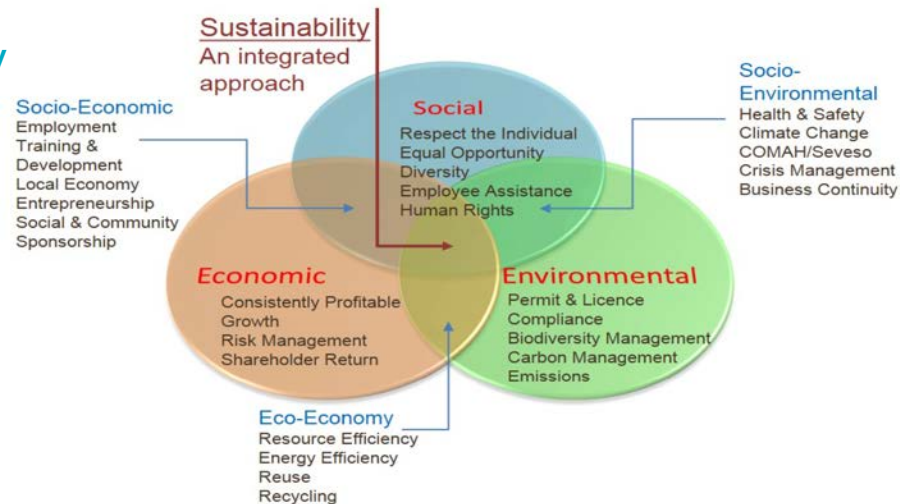 Sustainability
An integrated
approach
y
Socio-Economic
Employment
Training &
Development
Local Economy
Entrepreneurship
Social & Community
Sponsorship
Social
Respect the Individual
Equal Opportunity
Diversity
Employee Assistance
Human Rights
Socio-
Environmental
Health & Safety
Climate Change
COMAH/Seveso
Crisis Management
Business Continuity
Economic
Consistently Profitable
Growth
Risk Management
Shareholder Return
Environmental
Permit & Licence
Compliance
Biodiversity Management
Carbon Management
Emissions
Eco-Economy
Resource Efficiency
Energy Efficiency
Reuse
Recycling